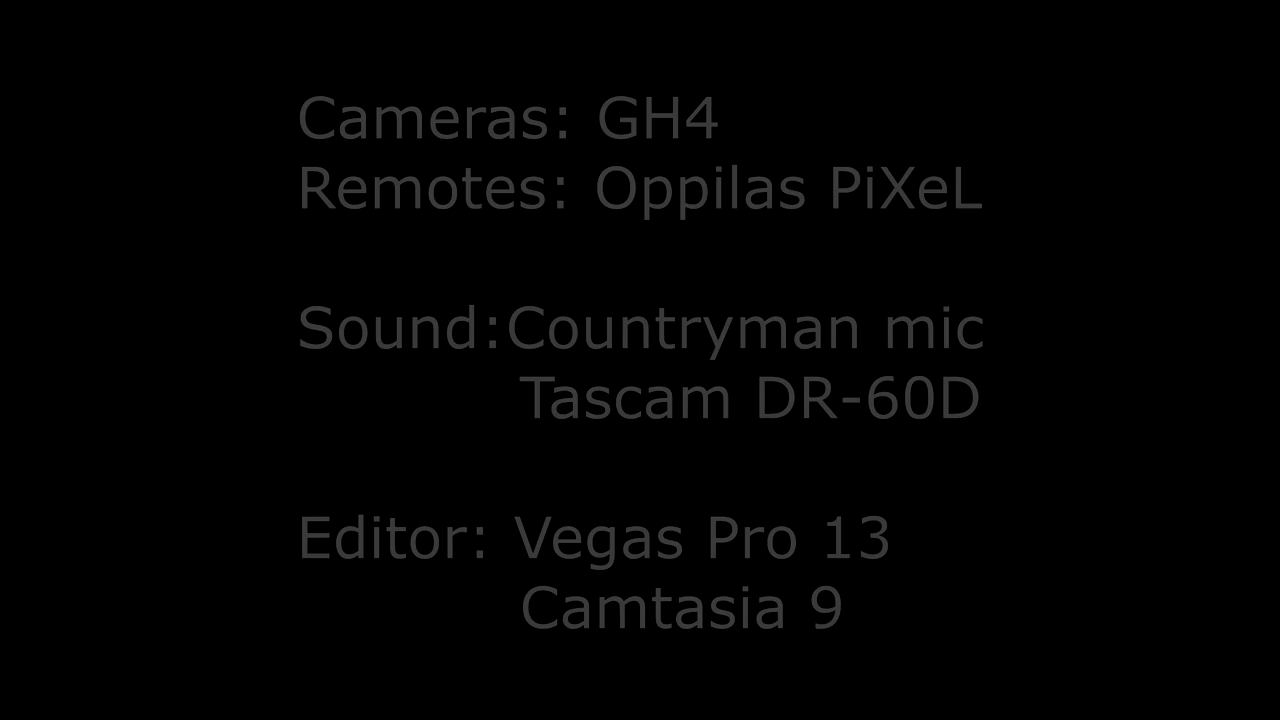 Cameras: GH4
Remotes: Oppilas PiXeL
Sound:Countryman mic
Tascam DR-60D
Editor: Vegas Pro 13
Camtasia 9